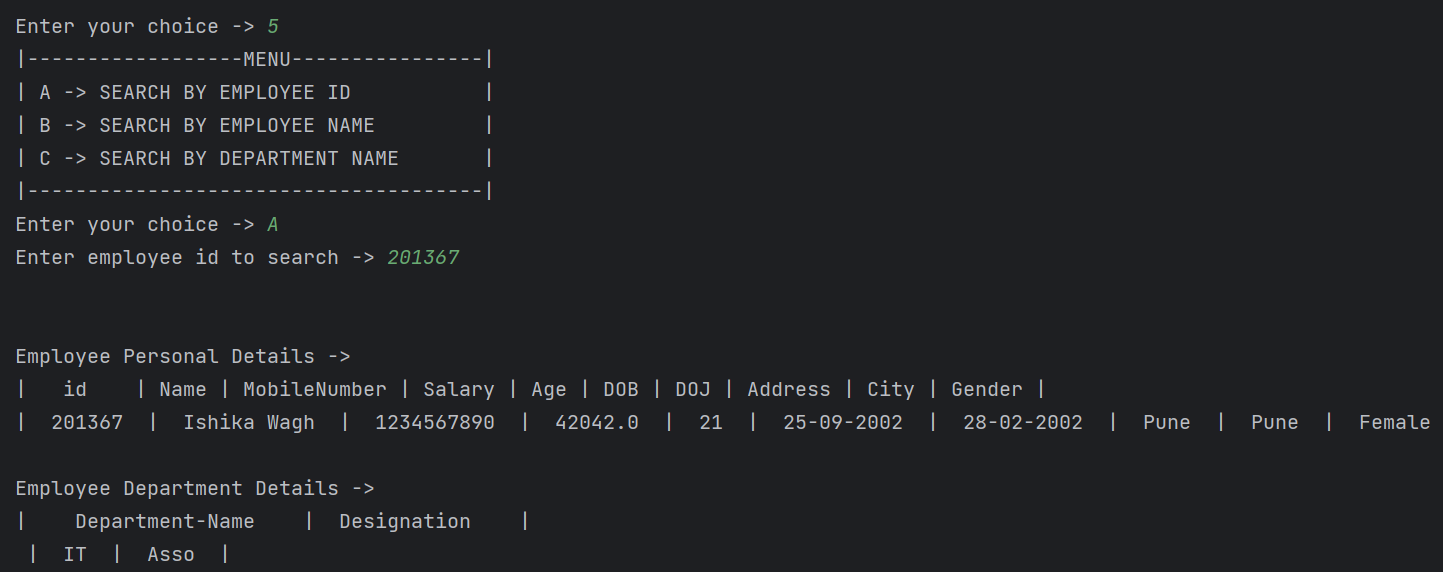 Enter your choice -> 5
|------------------MENU----------------|
| A -> SEARCH BY EMPLOYEE ID           |
| B -> SEARCH BY EMPLOYEE NAME         |
| C -> SEARCH BY DEPARTMENT NAME       |
|--------------------------------------|
Enter your choice -> A
Enter employee id to search -> 201367
Employee Personal Details ->
|   id    | Name | MobileNumber | Salary | Age | DOB | DOJ | Address | City | Gender |
|  201367  |  Ishika Wagh  |  1234567890  |  42042.0  |  21  |  25-09-2002  |  28-02-2002  |  Pune  |  Pune  |  Female
Employee Department Details ->
|    Department-Name    |  Designation    |
 |  IT  |  Asso  |